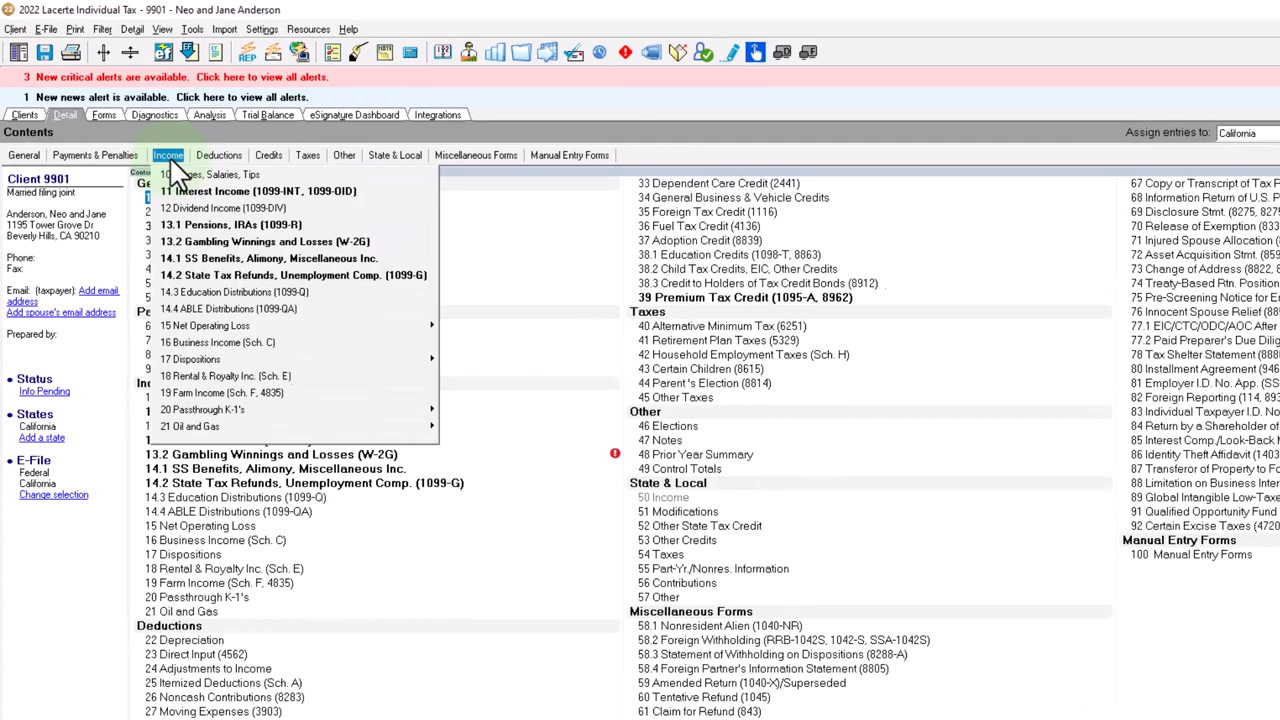 2022 Lacerte Individual Tax - 9901 - Neo and Jane Anderson
Client E-File Print Filter Detail View Tools Import Settings Resources Help
3 New critical alerts are available. Click here to view all alerts.
1 New news alert is available. Click here to view all alerts.
Clients Detail Forms Diagnostics Analysis Trial Balance eSignature Dashboard Integrations
Contents
Assign entries to: California
General Payments & Penalties Income Deductions Credits Taxes Other State & Local Miscellaneous Forms Manual Entry Forms
Client 9901
Married filing joint
Anderson, Neo and Jane
1195 Tower Grove Dr
Beverly Hills, CA 90210
Phone:
Fax:
Email: (taxpayer): Add email address
Add spouse's email address
Prepared by:
Status
Info Pending
States
California
Add a state
E-File
Federal
California
Change selection
Salaries, Tips
11 Interest Income (1099-INT, 1099-OID)
12 Dividend Income (1099-DIV)
13.1 Pensions, IRAs (1099-R)
13.2 Gambling Winnings and Losses (W-2G)
14.1 SS Benefits, Alimony, Miscellaneous Inc.
14.2 State Tax Refunds, Unemployment Comp. (1099-G)
14.3 Education Distributions (1099-Q)
14.4 ABLE Distributions (1099-QA)
15 Net Operating Loss
16 Business Income (Sch. C)
17 Dispositions
18 Rental & Royalty Inc. (Sch. E)
19 Farm Income (Sch. F, 4835)
20 Passthrough K-1's
21 Oil and Gas
13.2 Gambling Winnings and Losses (W-2G)
14.1 SS Benefits, Alimony, Miscellaneous Inc.
14.2 State Tax Refunds, Unemployment Comp. (1099-G)
14.3 Education Distributions (1099-Q)
14.4 ABLE Distributions (1099-QA)
15 Net Operating Loss
16 Business Income (Sch. C)
17 Dispositions
18 Rental & Royalty Inc. (Sch. E)
19 Farm Income (Sch. F, 4835)
20 Passthrough K-1's
21 Oil and Gas
Deductions
22 Depreciation
23 Direct Input (4562)
24 Adjustments to Income
25 Itemized Deductions (Sch. A)
26 Noncash Contributions (8283)
27 Moving Expenses (3903)
33 Dependent Care Credit (2441)
34 General Business & Vehicle Credits
35 Foreign Tax Credit (1116)
36 Fuel Tax Credit (4136)
37 Adoption Credit (8839)
38.1 Education Credits (1098-T, 8863)
38.2 Child Tax Credits, EIC, Other Credits
38.3 Credit to Holders of Tax Credit Bonds (8912)
39 Premium Tax Credit (1095-A, 8962)
Taxes
40 Alternative Minimum Tax (6251)
41 Retirement Plan Taxes (5329)
42 Household Employment Taxes (Sch. H)
43 Certain Children (8615)
44 Parent's Election (8814)
45 Other Taxes
Other
46 Elections
47 Notes
48 Prior Year Summary
49 Control Totals
State & Local
50 Income
51 Modifications
52 Other State Tax Credit
53 Other Credits
54 Taxes
55 Part-Yr./Nonres. Information
56 Contributions
57 Other
Miscellaneous Forms
58.1 Nonresident Alien (1040-NR)
58.2 Foreign Withholding (RRB-1042S, 1042-S, SSA-1042S)
58.3 Statement of Withholding on Dispositions (8288-A)
58.4 Foreign Partner's Information Statement (8805)
59 Amended Return (1040-X)/Superseded
60 Tentative Refund (1045)
61 Claim for Refund (843)
67 Copy or Transcript of Tax
68 Information Return of U.S.
69 Disclosure Stmt. (8275,
70 Release of Levy (8
71 Injured Spouse Allocation
72 Asset Acquisition Stmt.
73 Change of Address (8822,
74 Treaty-Based Rtn. Position
75 Pre-Screening Notice for
76 Innocent Spouse Relief
77.1 EIC/CTC/ODC/AOC After
77.2 Paid Preparer's Due
78 Tax Shelter Statement
80 Installment Agreement
81 Employer I.D. No. App.
82 Bankruptcy
83 Individual Taxpayer I.D.
84 Return by a Shareholder of
85 Interest Comp./Look-Back
86 Identity Theft Affidavit
87 Transferor of Property to
88 Limitation on Business
89 Global Intangible
91 Qualified Opportunity Fund
92 Certain Excise Taxes (4720
Manual Entry Forms
100 Manual Entry Forms